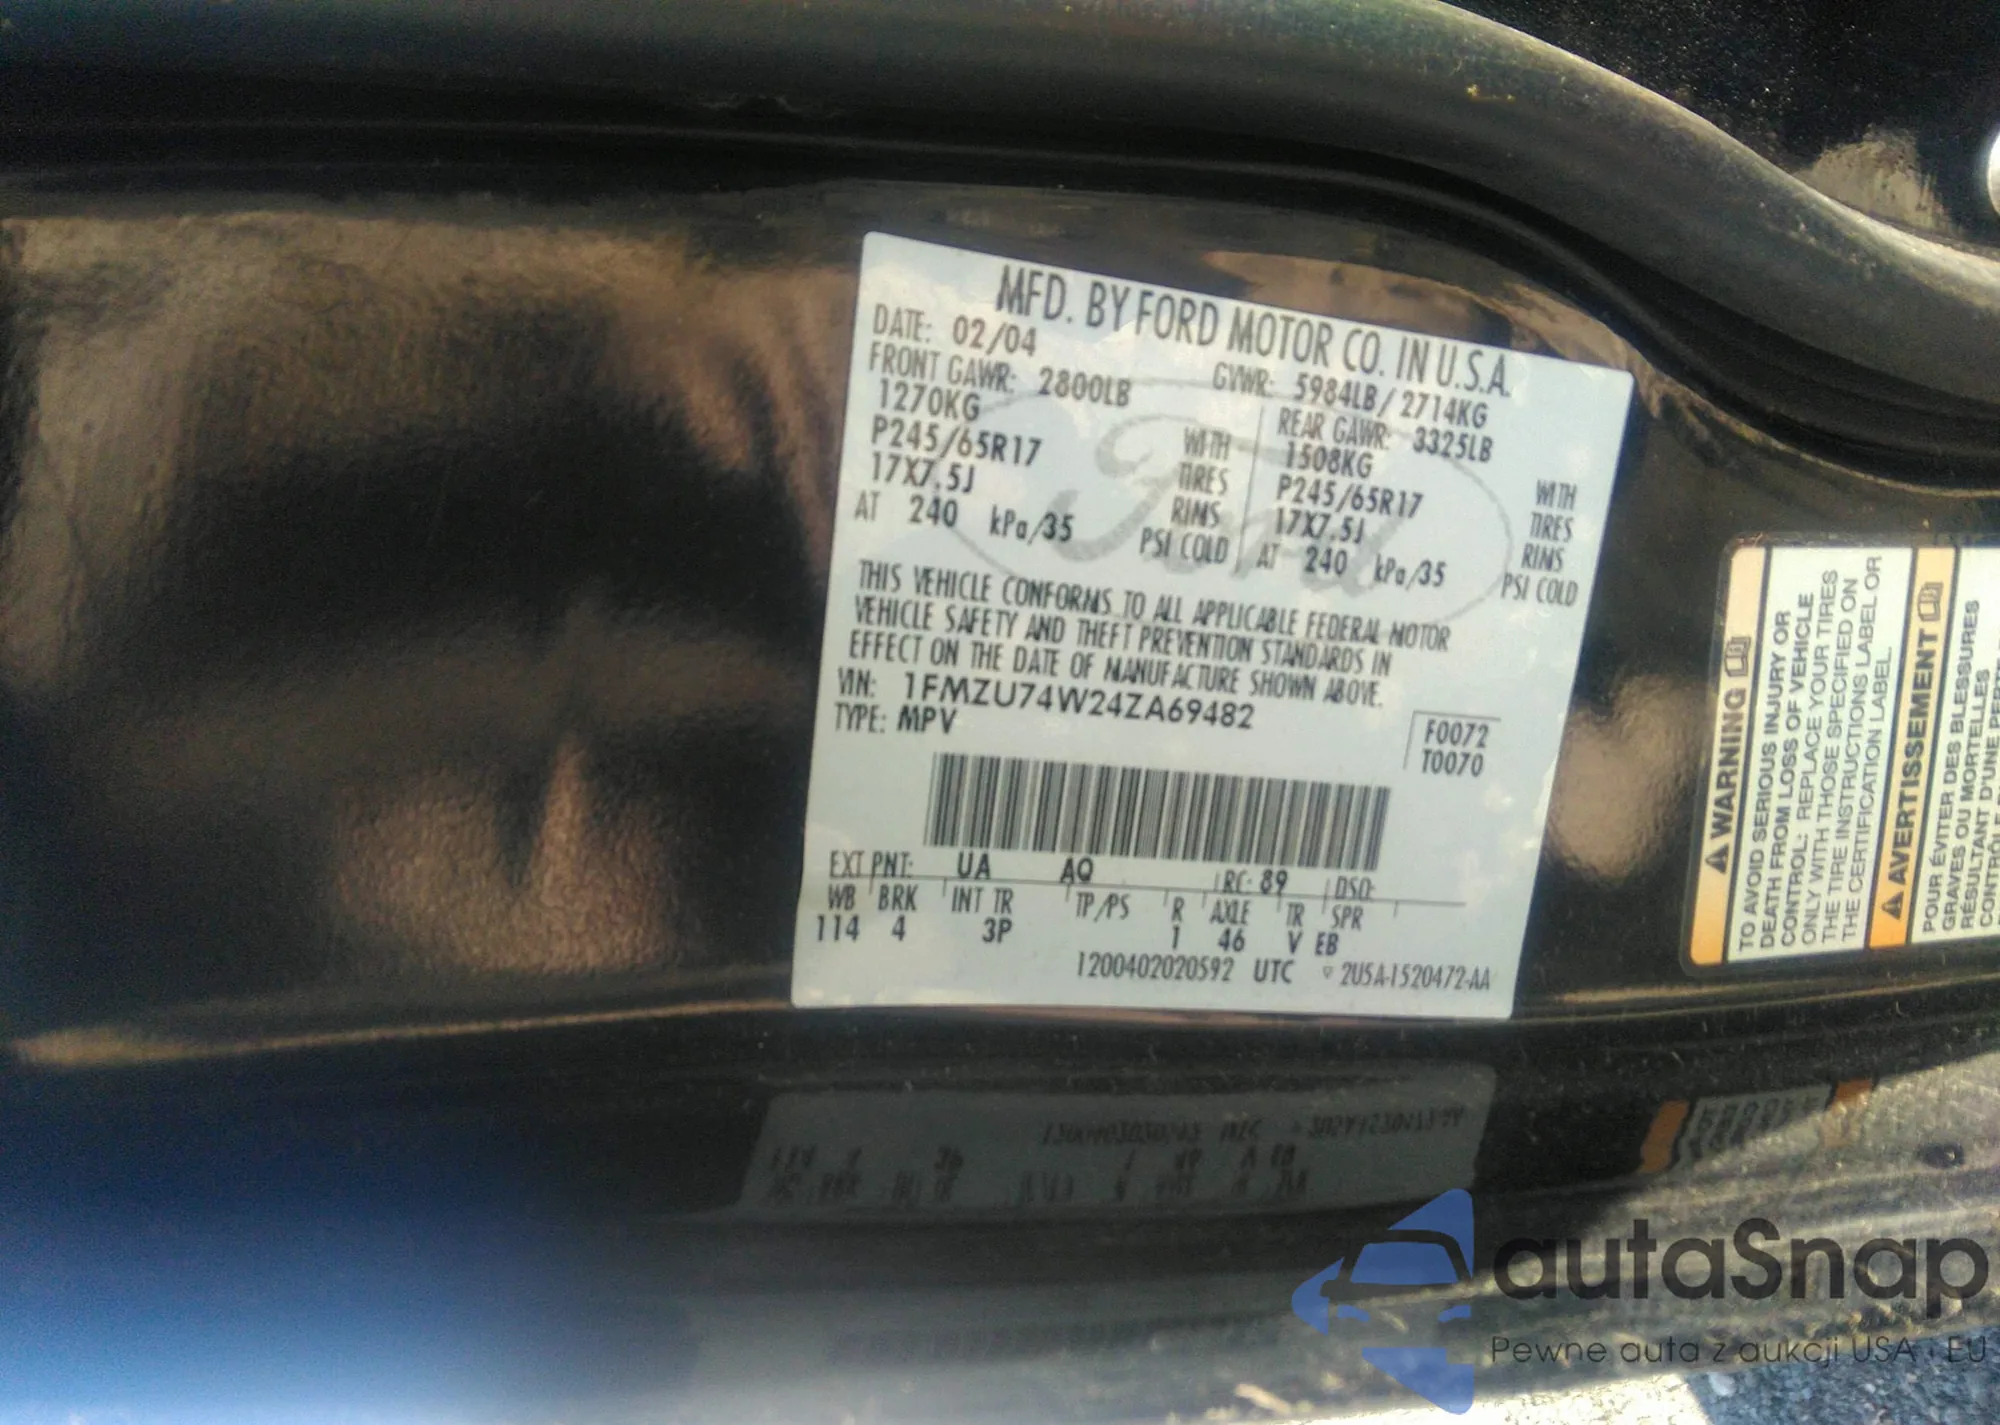 MFD. BY FORD MOTOR CO. IN U.S.A.
DATE: 02/04 GVWR: 5984LB/2714KG
FRONT GAWR: 2800LB REAR GAWR: 3325LB
1270KG WITH 1508KG WITH
P245/65R17 TIRES P245/65R17 TIRES
17X7.5J RIMS 17X7.5J RIMS
AT 240 kPa/35 PSI COLD AT 240 kPa/35 PSI COLD
THIS VEHICLE CONFORMS TO ALL APPLICABLE FEDERAL MOTOR
VEHICLE SAFETY AND THEFT PREVENTION STANDARDS IN
EFFECT ON THE DATE OF MANUFACTURE SHOWN ABOVE.
VIN: 1FMZU74W24ZA69482
TYPE: MPV
F0072
T0070
EXT PNT: UA AQ RC: 89 DSO:
WB BRK INT TR TP/PS R AXLE TR SPR
114 4 3P 1 46 V EB
1200402020592 UTC 2U5A-1520472-AA
Ford
WARNING
TO AVOID SERIOUS INJURY OR
DEATH FROM LOSS OF VEHICLE
CONTROL: REPLACE YOUR TIRES
ONLY WITH THOSE SPECIFIED ON
THE TIRE INSTRUCTIONS LABEL OR
THE CERTIFICATION LABEL.
AVERTISSEMENT
POUR ÉVITER DES BLESSURES
GRAVES OU MORTELLES
RÉSULTANT D'UNE PERTE
autaSnap
Pewne auta z aukcji USA i EU